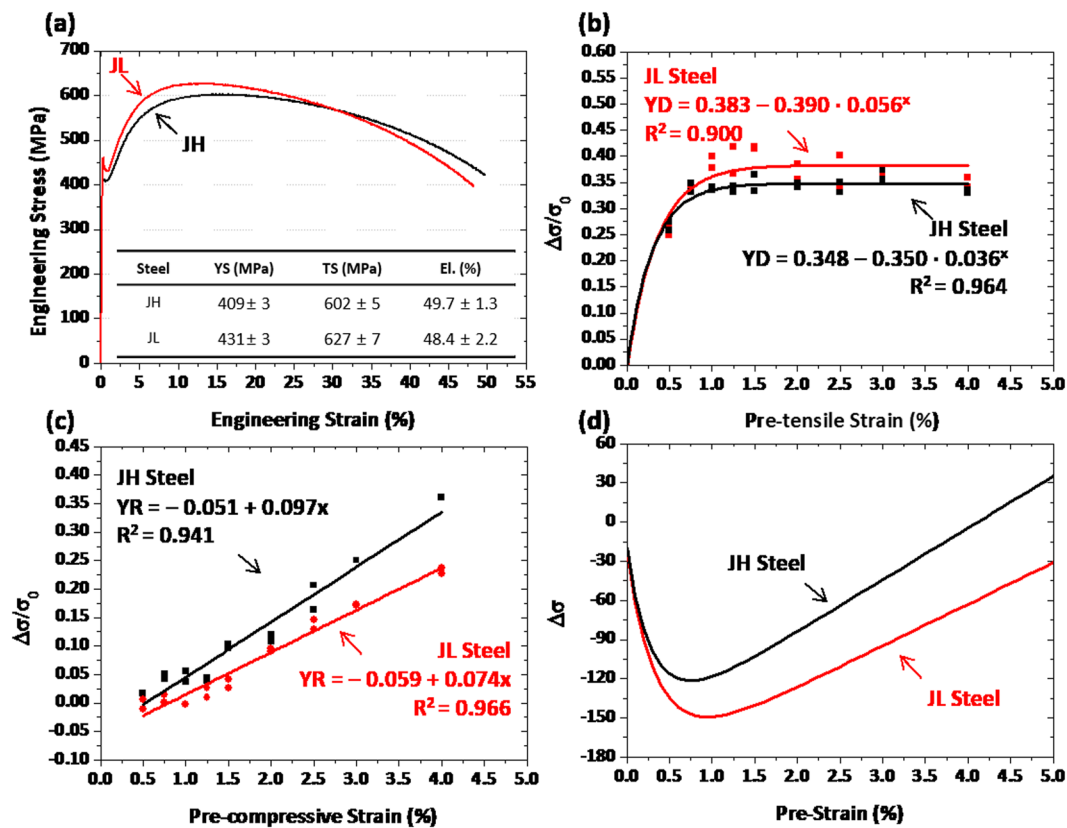 (a)
700
600
500
400
300
200
100
0
Engineering Stress (MPa)
JL
JH
Steel YS (MPa) TS (MPa) El. (%)
JH 409± 3 602 ± 5 49.7 ± 1.3
JL 431± 3 627 ± 7 48.4 ± 2.2
0 5 10 15 20 25 30 35 40 45 50 55
Engineering Strain (%)
(b)
0.60
0.55
0.50
0.45
0.40
0.35
0.30
0.25
0.20
0.15
0.10
0.05
0.00
Δσ/σ₀
JL Steel
YD = 0.383 – 0.390 · 0.056ˣ
R² = 0.900
JH Steel
YD = 0.348 – 0.350 · 0.036ˣ
R² = 0.964
0.0 0.5 1.0 1.5 2.0 2.5 3.0 3.5 4.0 4.5 5.0
Pre-tensile Strain (%)
(c)
0.45
0.40
0.35
0.30
0.25
0.20
0.15
0.10
0.05
0.00
-0.05
-0.10
Δσ/σ₀
JH Steel
YR = – 0.051 + 0.097x
R² = 0.941
JL Steel
YR = – 0.059 + 0.074x
R² = 0.966
0.0 0.5 1.0 1.5 2.0 2.5 3.0 3.5 4.0 4.5 5.0
Pre-compressive Strain (%)
(d)
60
30
0
-30
-60
-90
-120
-150
-180
Δσ
JH Steel
JL Steel
0.0 0.5 1.0 1.5 2.0 2.5 3.0 3.5 4.0 4.5 5.0
Pre-Strain (%)